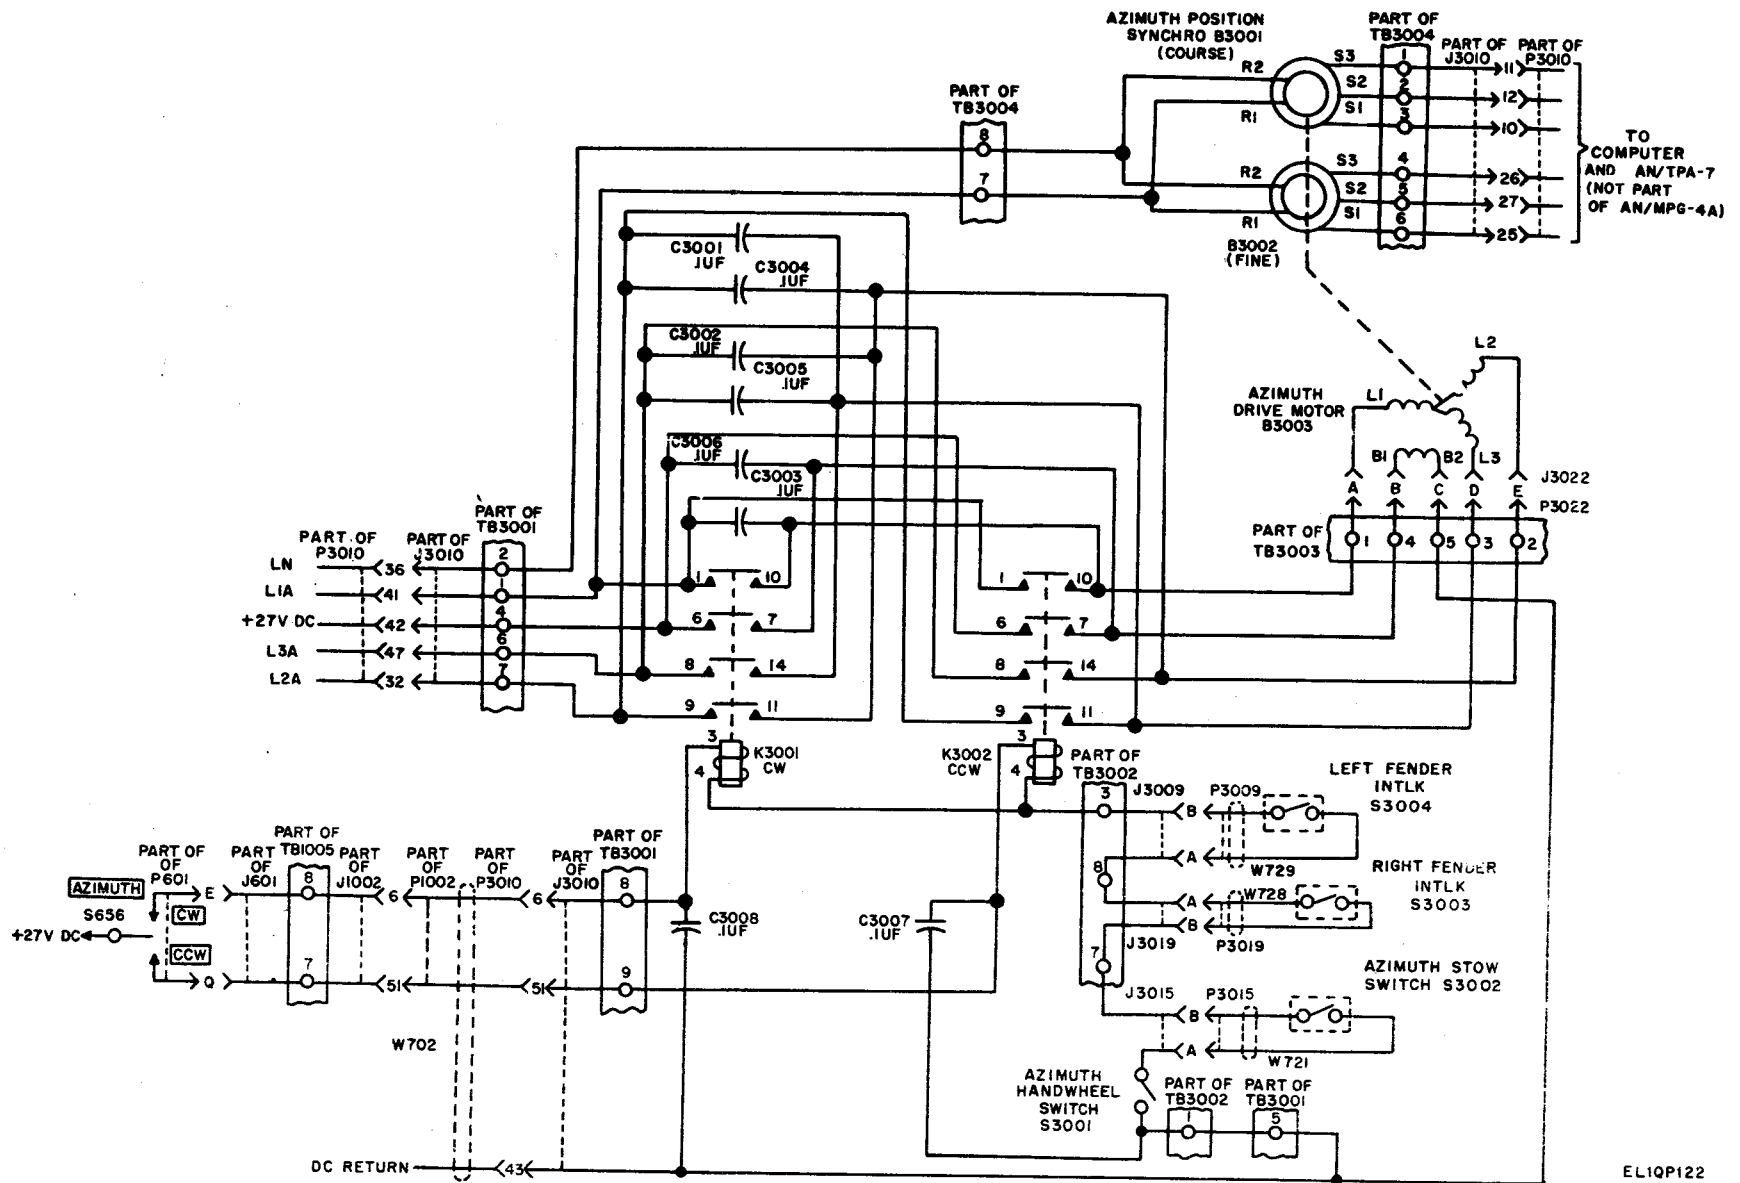 AZIMUTH POSITION
SYNCHRO B3001
(COURSE)
PART OF
TB3004
PART OF
J3010
PART OF
P3010
R2
S3
1
11
S2
2
12
R1
S1
3
10
PART OF
TB3004
8
7
TO
COMPUTER
AND AN/TPA-7
(NOT PART
OF AN/MPG-4A)
R2
S3
4
26
S2
5
27
R1
S1
6
25
B3002
(FINE)
C3001
.1UF
C3004
.1UF
C3002
.1UF
C3005
.1UF
C3006
.1UF
C3003
.1UF
L2
L1
AZIMUTH
DRIVE MOTOR
B3003
B1
B2
L3
J3022
A
B
C
D
E
P3022
PART OF
TB3003
1
4
5
3
2
PART OF
P3010
PART OF
J3010
PART OF
TB3001
LN
36
2
L1A
41
1
+27V DC
42
4
L3A
47
6
L2A
32
7
1
10
6
7
8
14
9
11
3
4
K3001
CW
1
10
6
7
8
14
9
11
3
4
K3002
CCW
PART OF
TB3002
3
8
7
J3009
P3009
B
A
W729
LEFT FENDER
INTLK
S3004
A
W728
B
J3019
P3019
RIGHT FENDER
INTLK
S3003
J3015
P3015
B
A
W721
AZIMUTH STOW
SWITCH S3002
AZIMUTH
HANDWHEEL
SWITCH
S3001
PART OF
TB3002
1
PART OF
TB3001
5
PART OF
P601
PART OF
J601
PART OF
TB1005
PART OF
J1002
PART OF
P1002
PART OF
P3010
PART OF
J3010
PART OF
TB3001
AZIMUTH
S656
+27V DC
CW
CCW
E
8
6
6
8
Q
7
51
51
9
C3008
.1UF
C3007
.1UF
W702
DC RETURN
43
EL1QP122